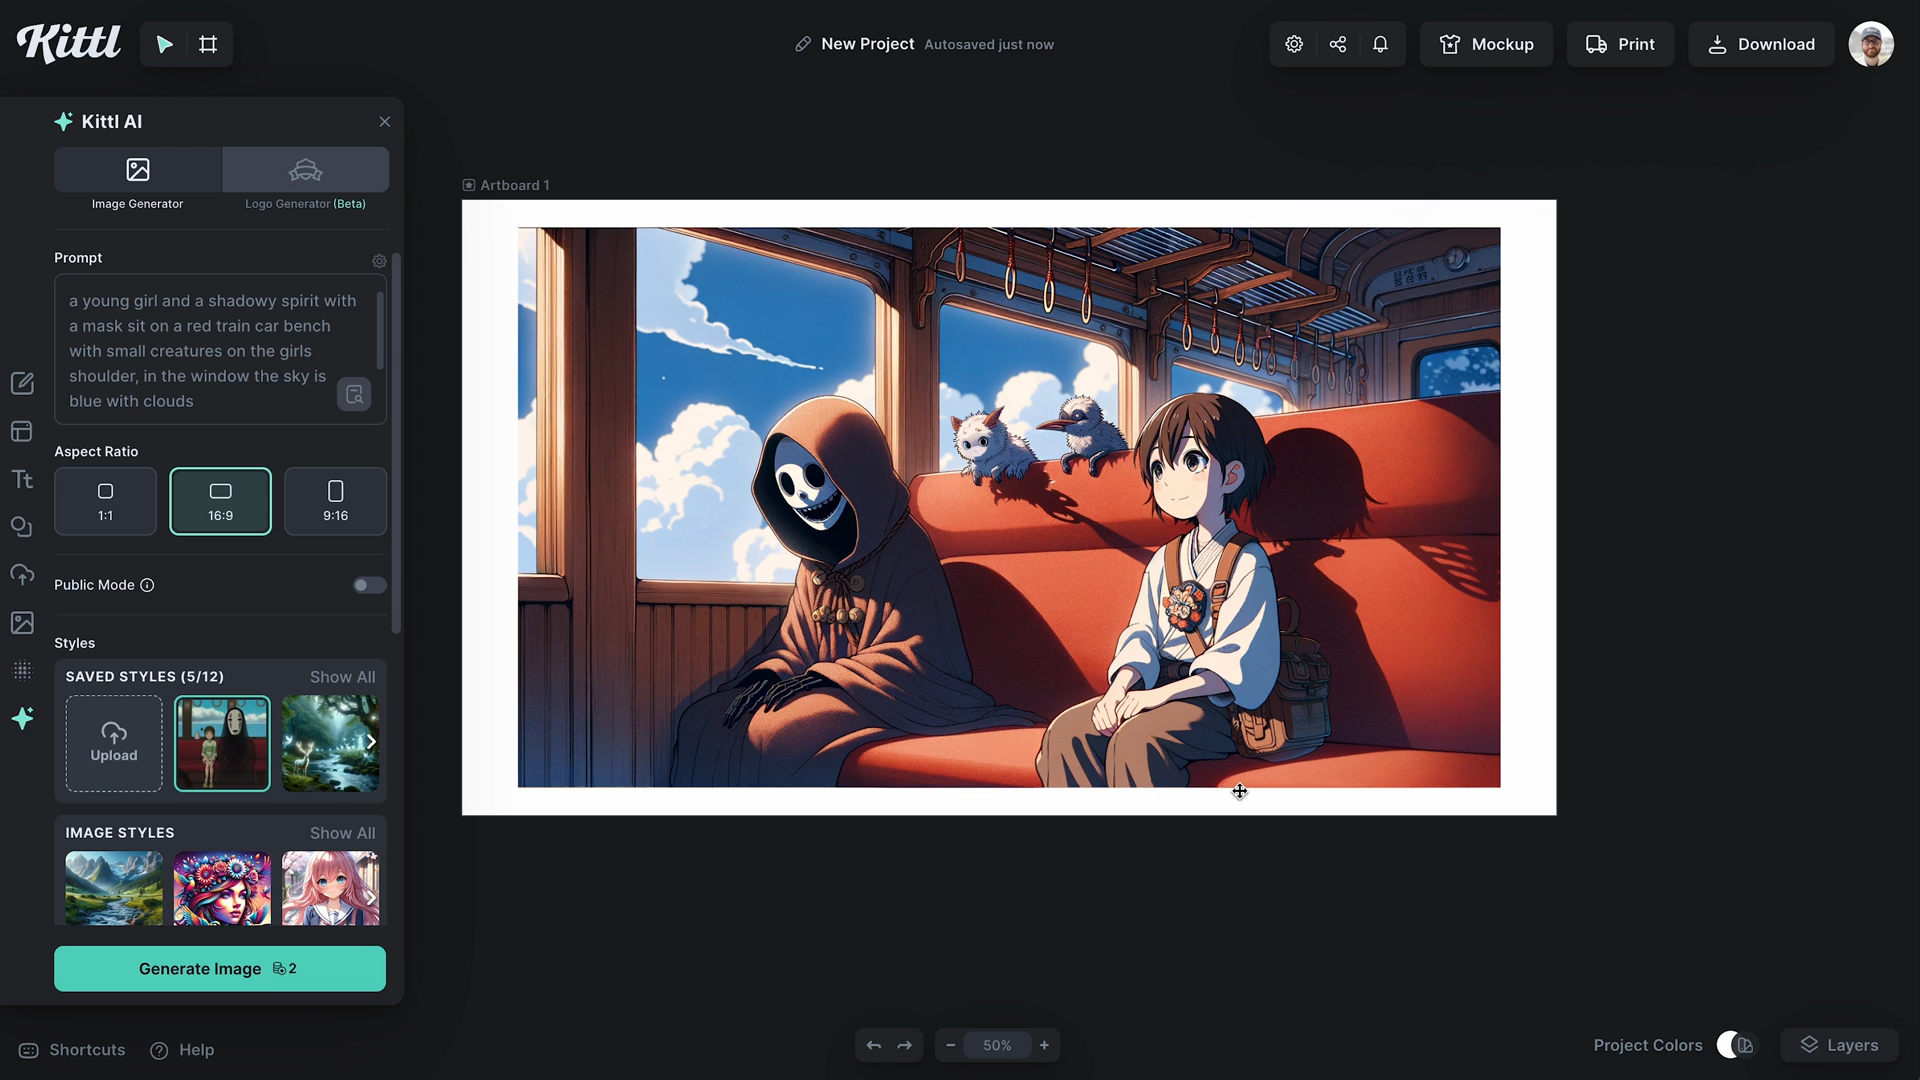 Kittl
New Project Autosaved just now
Mockup
Print
Download
Kittl AI
Image Generator
Logo Generator (Beta)
Prompt
a young girl and a shadowy spirit with
a mask sit on a red train car bench
with small creatures on the girls
shoulder, in the window the sky is
blue with clouds
Aspect Ratio
1:1
16:9
9:16
Public Mode
Styles
SAVED STYLES (5/12)
Show All
Upload
IMAGE STYLES
Show All
Generate Image 2
Shortcuts
Help
Artboard 1
50%
Project Colors
Layers
Tt